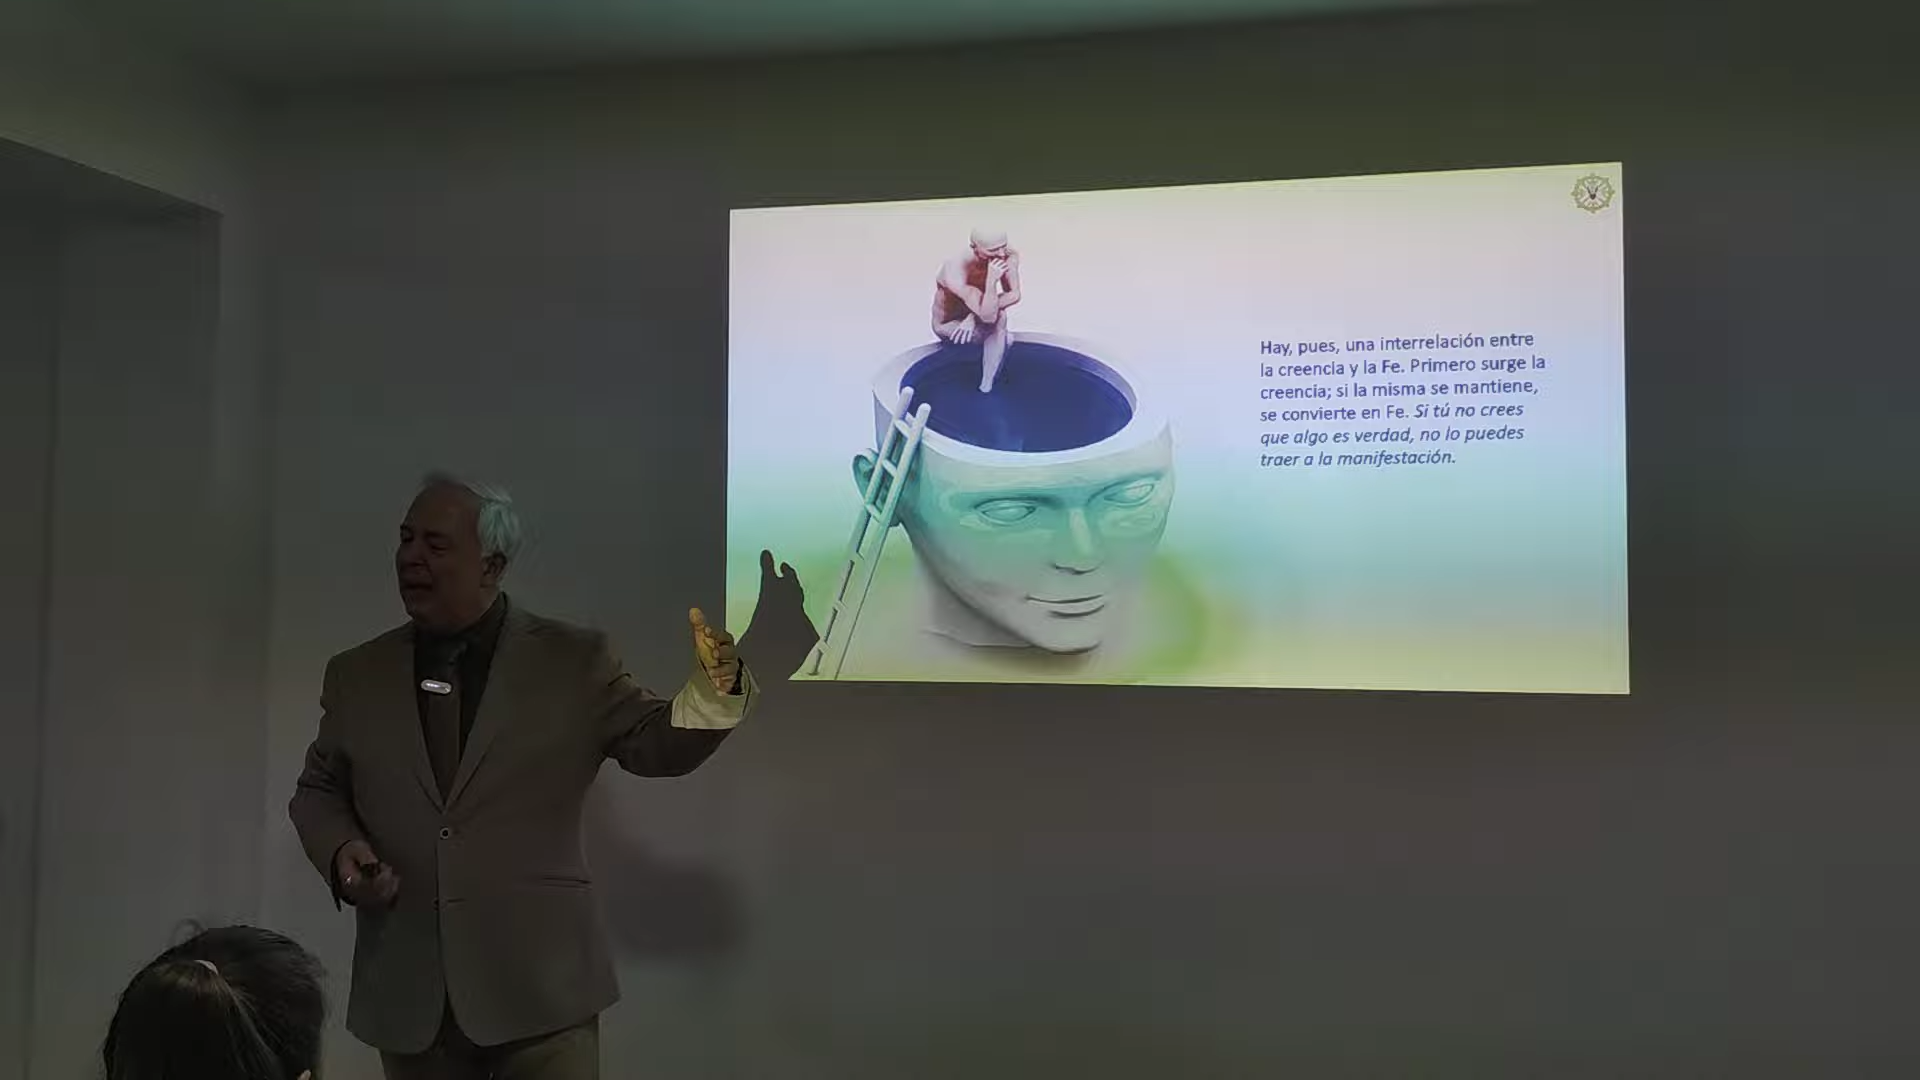 Hay, pues, una interrelación entre
la creencia y la Fe. Primero surge la
creencia; si la misma se mantiene,
se convierte en Fe. Si tú no crees
que algo es verdad, no lo puedes
traer a la manifestación.